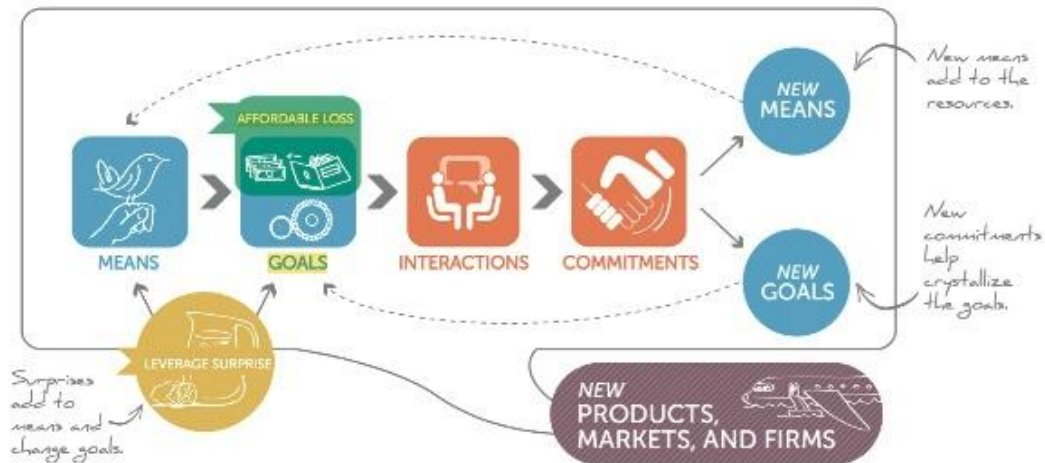 NEW
MEANS
New means
add to the
resources.
AFFORDABLE LOSS
MEANS
GOALS
INTERACTIONS
COMMITMENTS
NEW
GOALS
New
commitments
help
crystallize
the goals.
LEVERAGE SURPRISE
Surprises
add to
means and
change goals.
NEW
PRODUCTS,
MARKETS, AND FIRMS